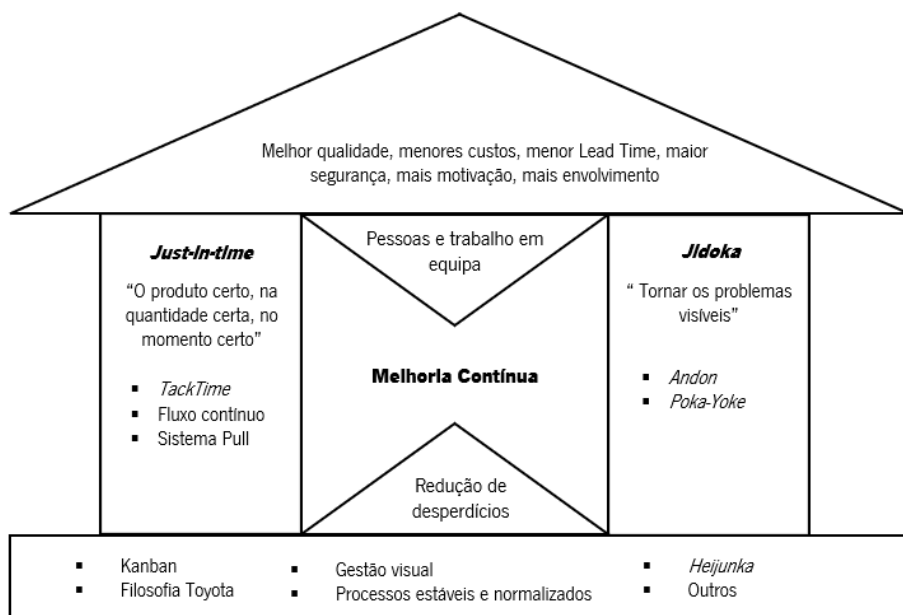 Melhor qualidade, menores custos, menor Lead Time, maior
segurança, mais motivação, mais envolvimento
Just-in-time
“O produto certo, na
quantidade certa, no
momento certo”
TackTime
Fluxo contínuo
Sistema Pull
Pessoas e trabalho em
equipa
Melhoria Contínua
Redução de
desperdícios
Jidoka
“ Tornar os problemas
visíveis”
Andon
Poka-Yoke
Kanban
Filosofia Toyota
Gestão visual
Processos estáveis e normalizados
Heijunka
Outros